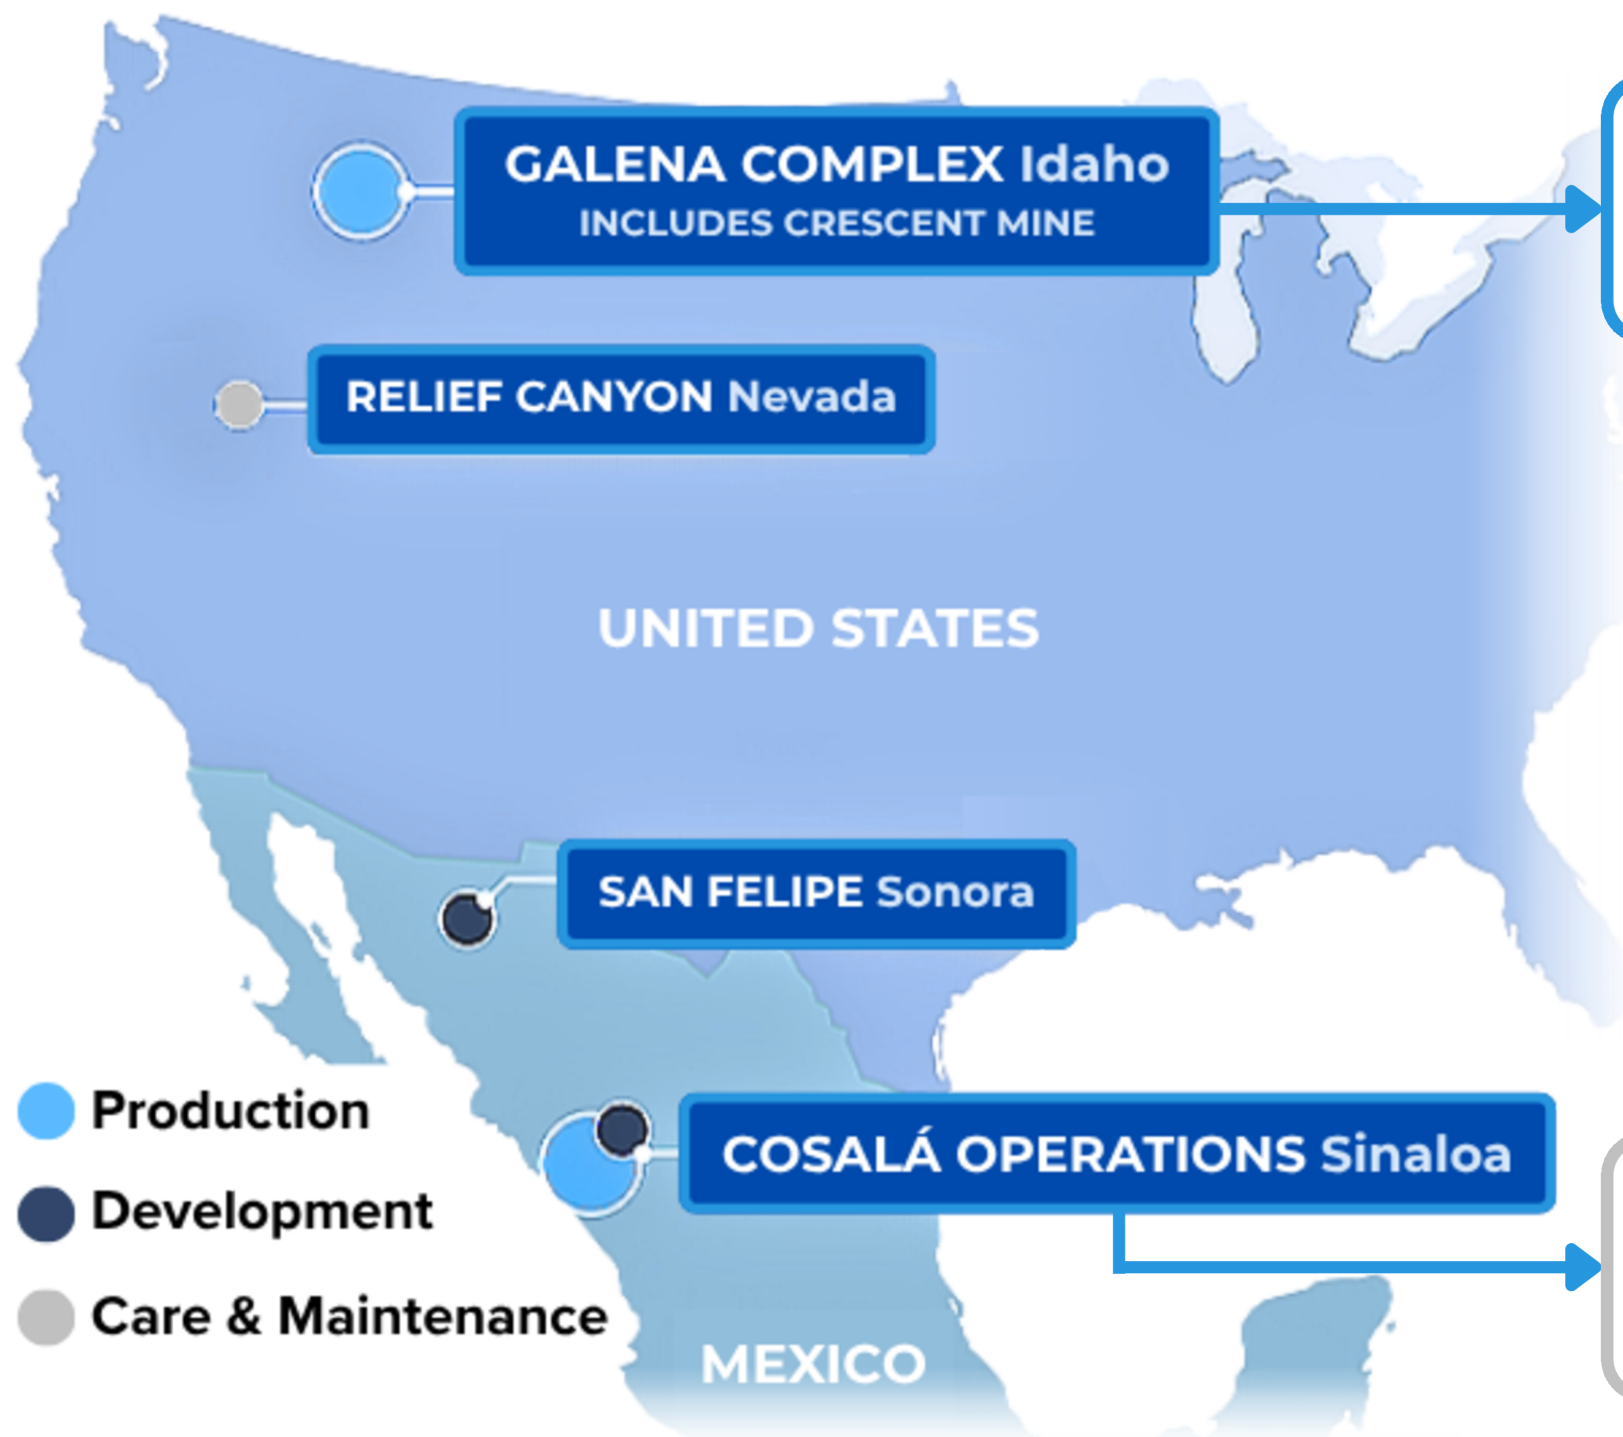 GALENA COMPLEX Idaho
INCLUDES CRESCENT MINE
RELIEF CANYON Nevada
UNITED STATES
SAN FELIPE Sonora
Production
COSALÁ OPERATIONS Sinaloa
Development
Care & Maintenance
MEXICO